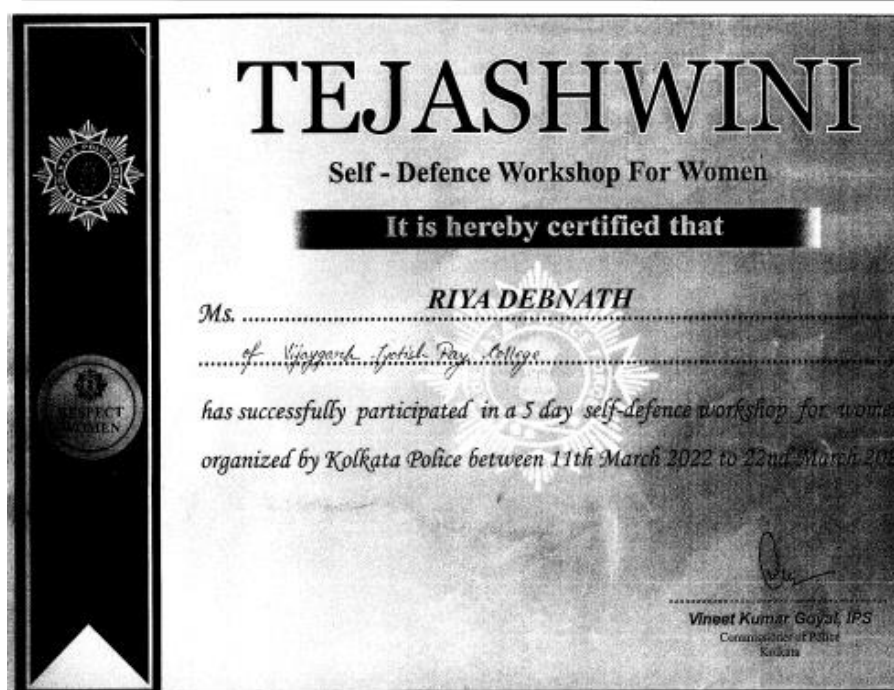 TEJASHWINI
Self - Defence Workshop For Women
It is hereby certified that
Ms. RIYA DEBNATH
of Vijaygarh Jyotish Ray College
has successfully participated in a 5 day self-defence workshop for wome
organized by Kolkata Police between 11th March 2022 to 22nd March 20
RESPECT
WOMEN
Vineet Kumar Goyal, IPS
Commissioner of Police
Kolkata